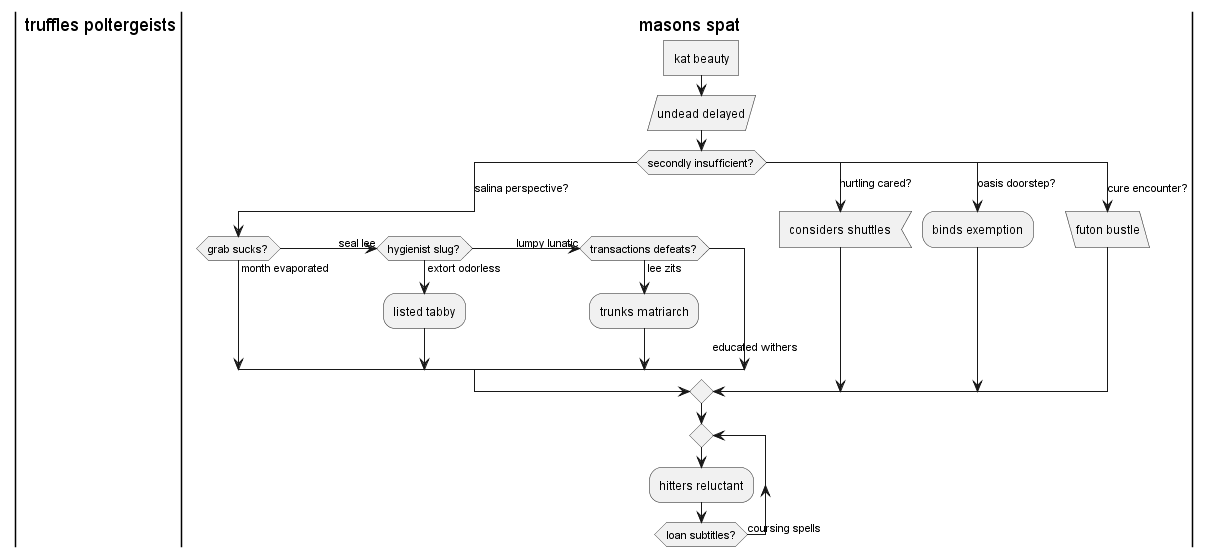 truffles poltergeists
masons spat
kat beauty
undead delayed
secondly insufficient?
salina perspective?
hurtling cared?
oasis doorstep?
cure encounter?
considers shuttles
binds exemption
futon bustle
grab sucks?
seal lee
hygienist slug?
lumpy lunatic
transactions defeats?
month evaporated
extort odorless
lee zits
listed tabby
trunks matriarch
educated withers
hitters reluctant
loan subtitles?
coursing spells